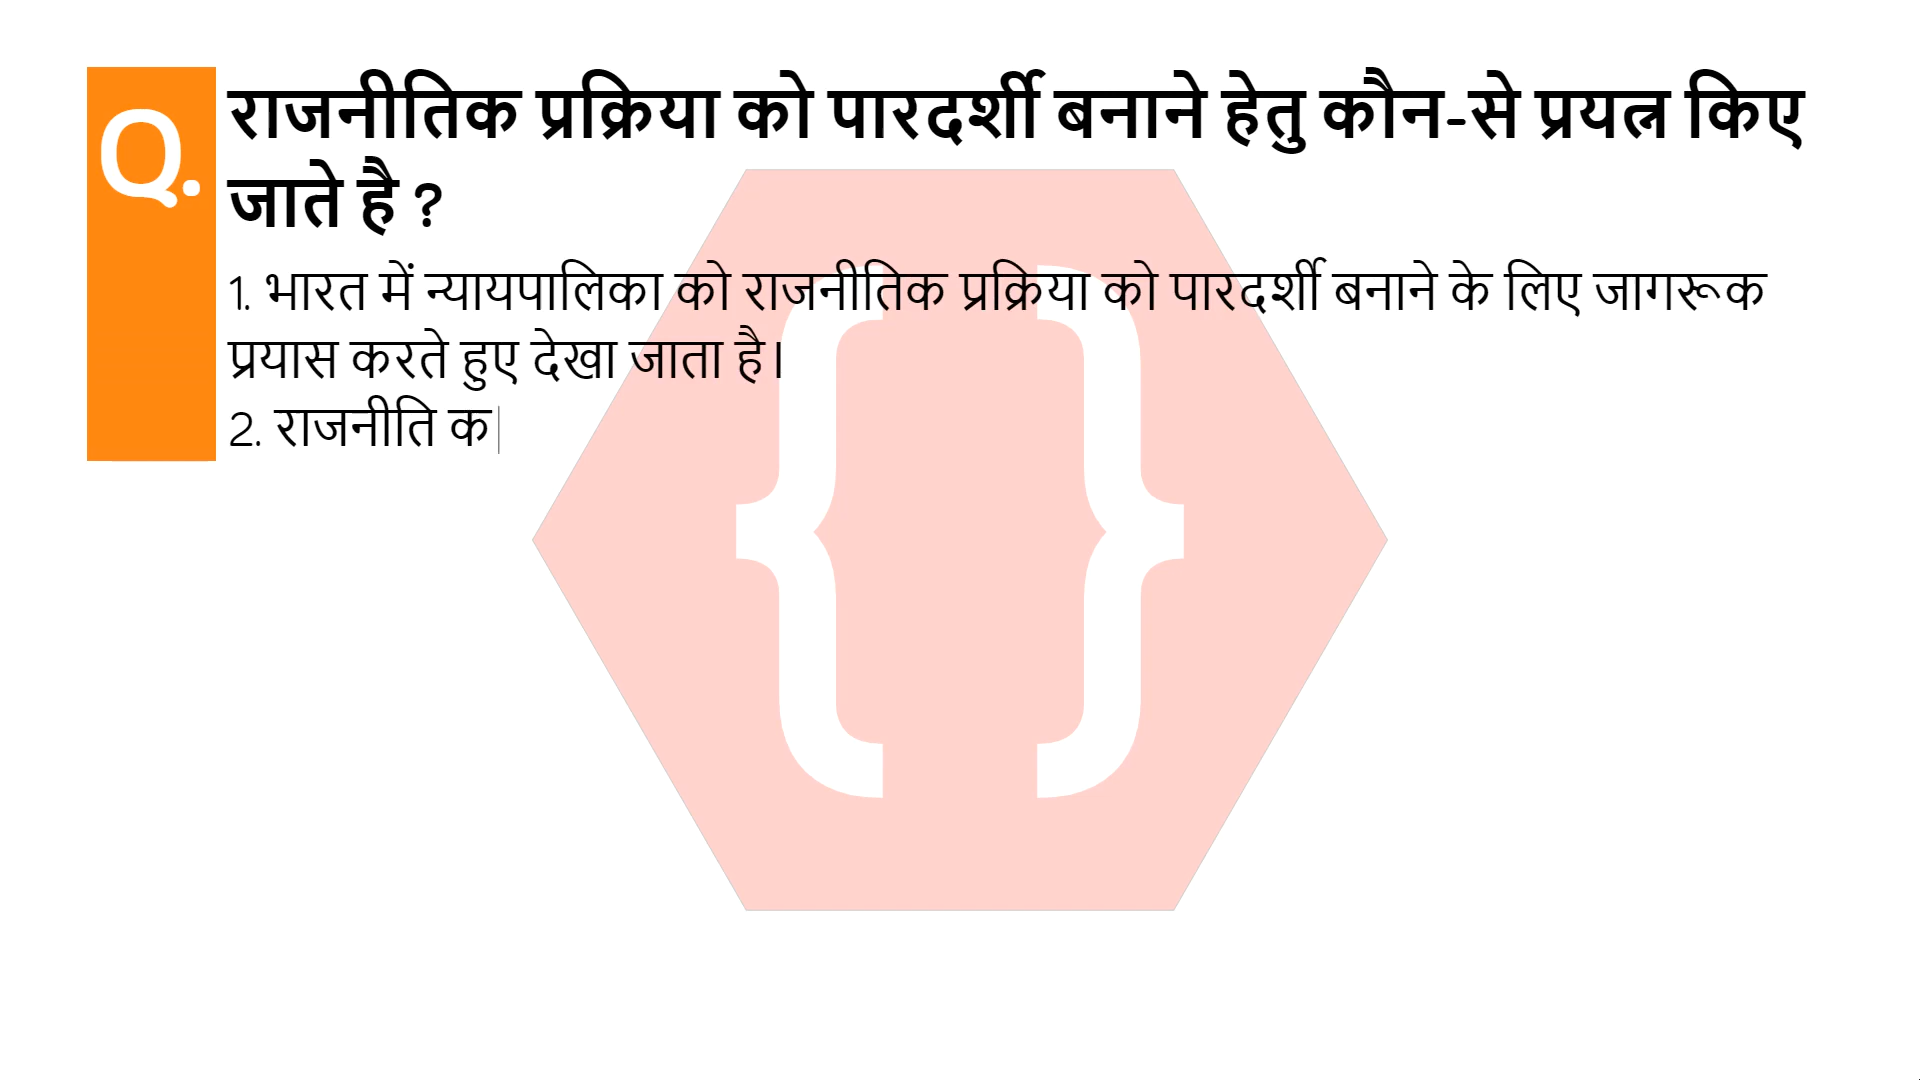 Q. राजनीतिक प्रक्रिया को पारदर्शी बनाने हेतु कौन-से प्रयत्न किए
जाते है ?
1. भारत में न्यायपालिका को राजनीतिक प्रक्रिया को पारदर्शी बनाने के लिए जागरूक
प्रयास करते हुए देखा जाता है।
2. राजनीति क